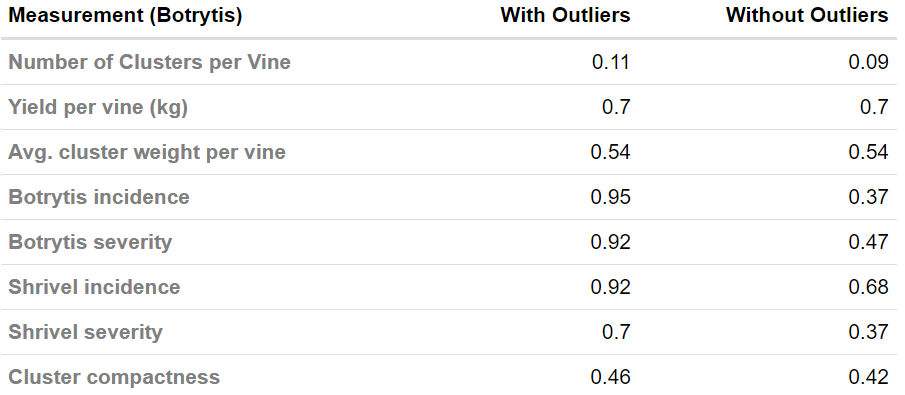 Measurement (Botrytis) With Outliers Without Outliers
Number of Clusters per Vine 0.11 0.09
Yield per vine (kg) 0.7 0.7
Avg. cluster weight per vine 0.54 0.54
Botrytis incidence 0.95 0.37
Botrytis severity 0.92 0.47
Shrivel incidence 0.92 0.68
Shrivel severity 0.7 0.37
Cluster compactness 0.46 0.42